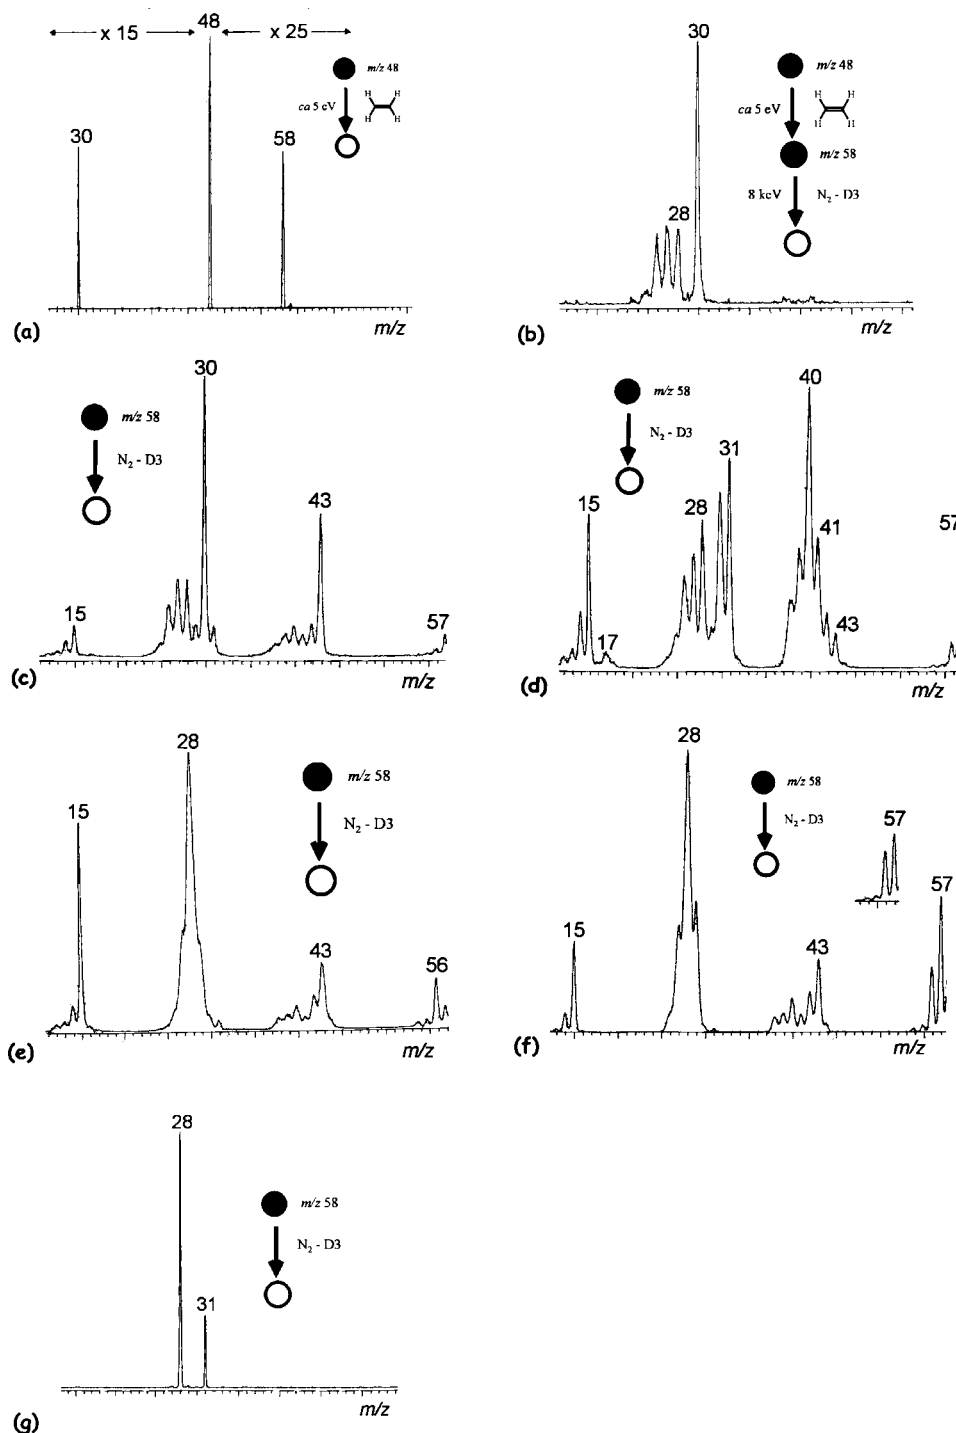 x 15
48
x 25
30
58
m/z 48
ca 5 eV
H H
H H
m/z
(a)
30
28
m/z 48
ca 5 eV
H H
H H
m/z 58
8 keV
N2 - D3
m/z
(b)
30
43
15
57
m/z 58
N2 - D3
m/z
(c)
40
31
15
28
41
17
43
57
m/z 58
N2 - D3
m/z
(d)
28
15
43
56
m/z 58
N2 - D3
m/z
(e)
28
15
43
57
57
m/z 58
N2 - D3
m/z
(f)
28
31
m/z 58
N2 - D3
m/z
(g)